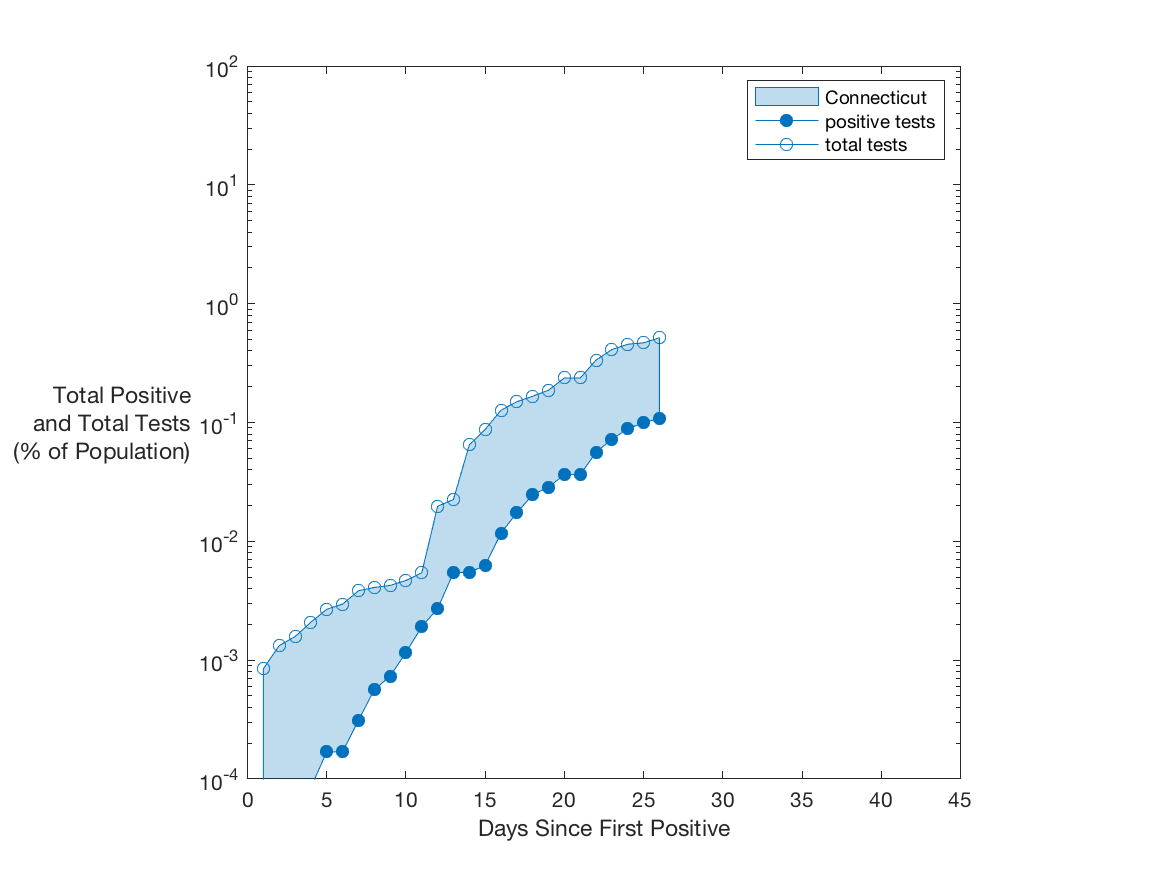 10^2
10^1
10^0
10^-1
10^-2
10^-3
10^-4
Total Positive
and Total Tests
(% of Population)
Connecticut
positive tests
total tests
0 5 10 15 20 25 30 35 40 45
Days Since First Positive